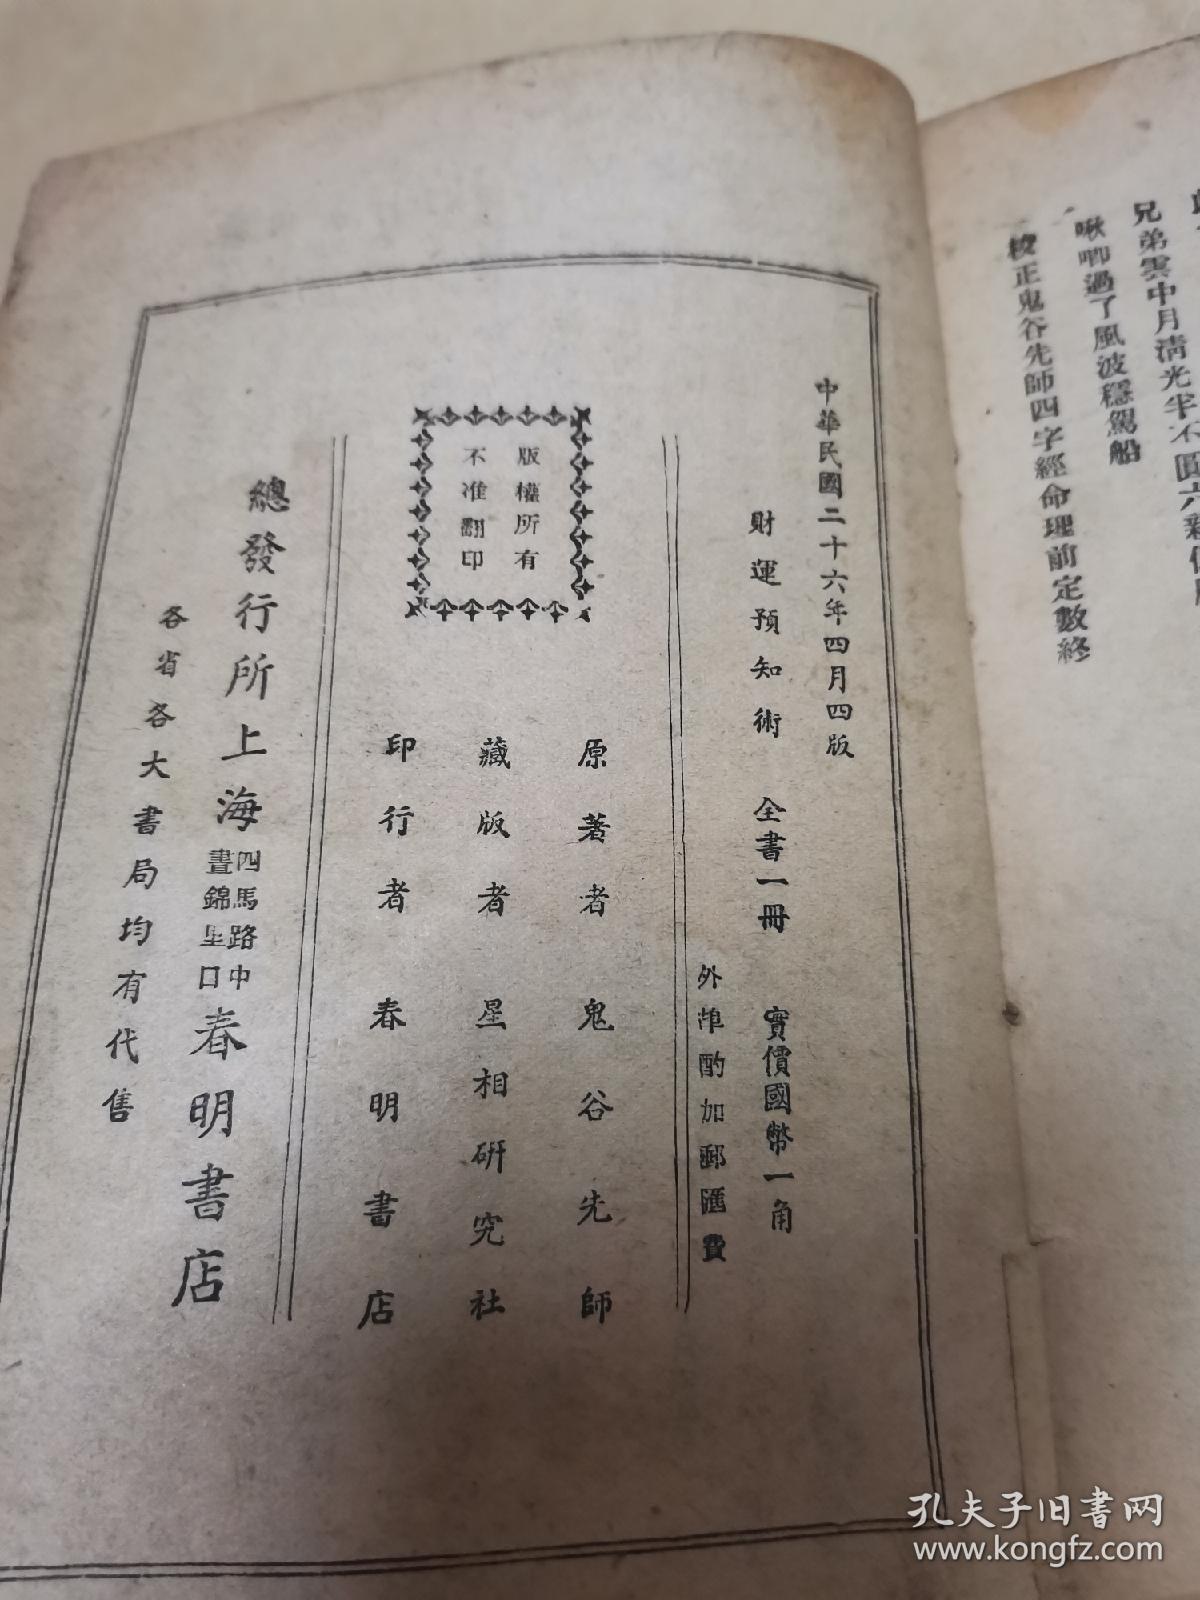 兄弟雲中月清光半不圓六親
啾唧過了風波穩駕船
校正鬼谷先師四字經命理前定數終
中華民國二十六年四月四版
財運預知術 全書一冊 實價國幣一角
外埠酌加郵匯費
版權所有
不准翻印
原著者 鬼谷先師
藏版者 星相研究社
印行者 春明書店
總發行所上海四馬路中晝錦里口春明書店
各省各大書局均有代售
孔夫子旧书网
www.kongfz.com